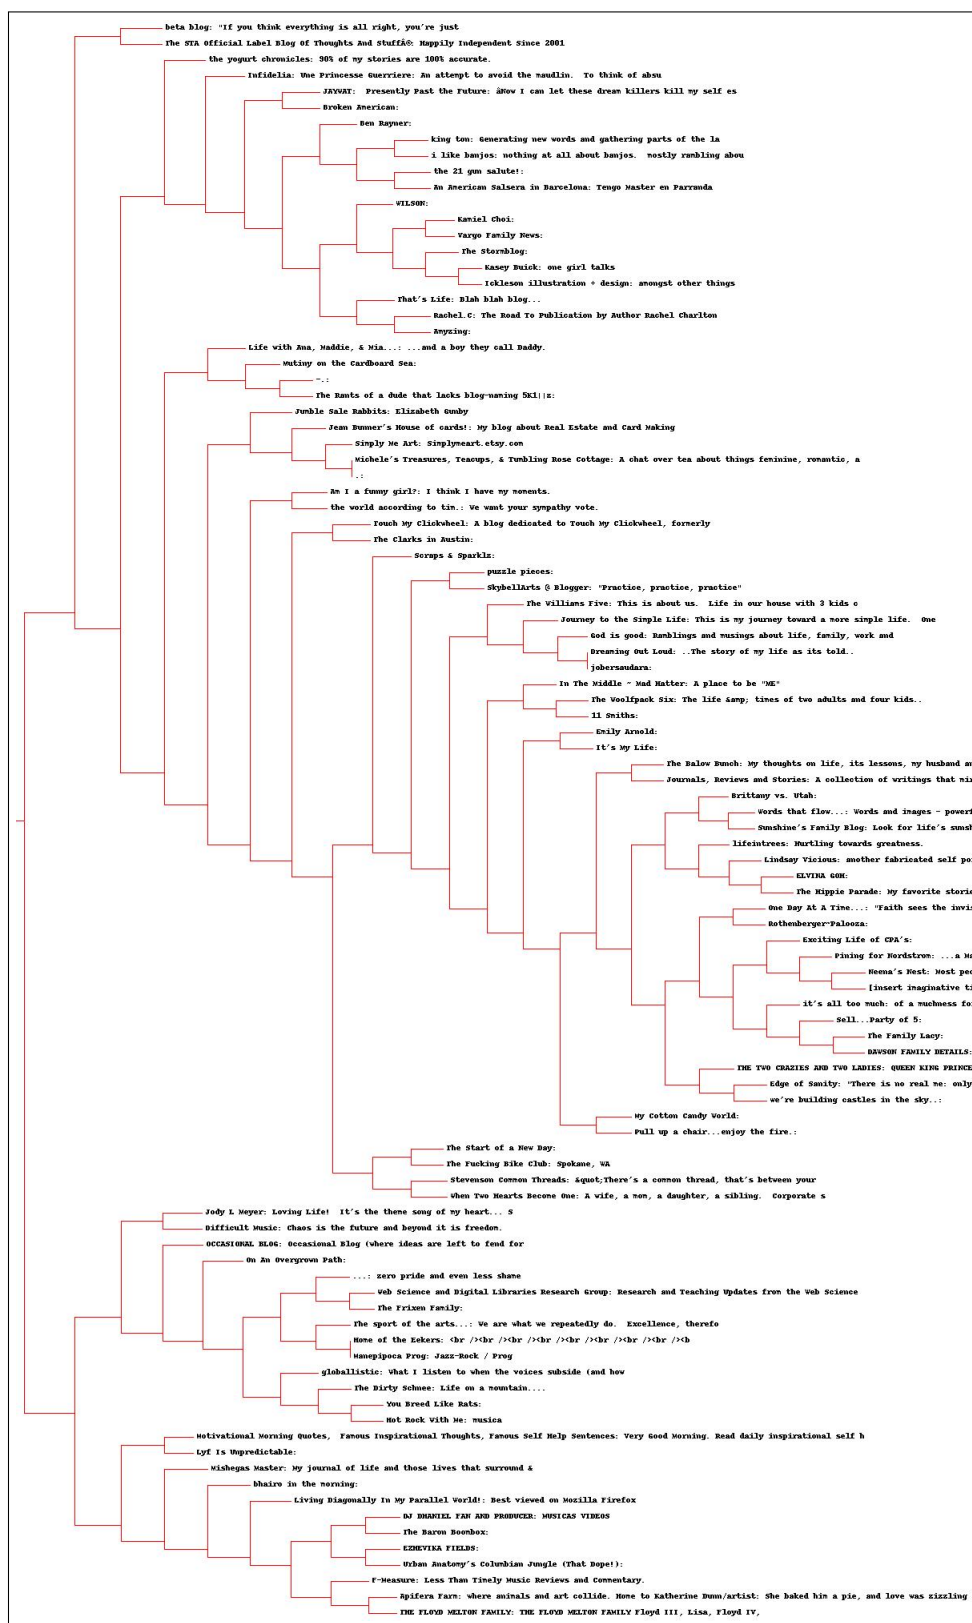 beta blog: "If you think everything is all right, you're just
The STA Official Label Blog of Thoughts And StuffÂ®: Happily Independent Since 2001
the yogurt chronicles: 90% of my stories are 100% accurate.
Infidelia: Une Princesse Guerriere: An attempt to avoid the maudlin. To think of absu
JAYWAT: Presently Past the Future: âNow I can let these dream killers kill my self es
Broken American:
Ben Rayner:
king tom: Generating new words and gathering parts of the la
i like banjos: nothing at all about banjos. mostly rambling abou
the 21 gun salute!:
An American Salsera in Barcelona: Tengo Master en Parranda
WILSON:
Kamiel Choi:
Vargo Family News:
The Stormblog:
Kasey Buick: one girl talks
Ickleson illustration + design: amongst other things
That's Life: Blah blah blog...
Rachel.C: The Road To Publication by Author Rachel Charlton
Amyzing:
Life with Ana, Maddie, & Mia...: ...and a boy they call Daddy.
Mutiny on the Cardboard Sea:
-.:
The Rants of a dude that lacks blog-naming 5K1||z:
Jumble Sale Rabbits: Elizabeth Gumby
Jean Bunner's House of cards!: My blog about Real Estate and Card Making
Simply Me Art: Simplymeart.etsy.com
Michele's Treasures, Teacups, & Tumbling Rose Cottage: A chat over tea about things feminine, romantic, a
.:
Am I a funny girl?: I think I have my moments.
the world according to tim.: We want your sympathy vote.
Touch My Clickwheel: A blog dedicated to Touch My Clickwheel, formerly
The Clarks in Austin:
Scraps & Sparklz:
puzzle pieces:
SkybellArts @ Blogger: "Practice, practice, practice"
The Williams Five: This is about us. Life in our house with 3 kids c
Journey to the Simple Life: This is my journey toward a more simple life. One
God is good: Ramblings and musings about life, family, work and
Dreaming Out Loud: ..The story of my life as its told..
jobersaudara:
In The Middle ~ Mad Hatter: A place to be "ME"
The Woolfpack Six: The life &amp; times of two adults and four kids..
11 Smiths:
Emily Arnold:
It's My Life:
The Balow Bunch: My thoughts on life, its lessons, my husband an
Journals, Reviews and Stories: A collection of writings that mix
Brittany vs. Utah:
Words that flow...: Words and images - powerf
Sunshine's Family Blog: Look for life's sunsh
lifeintrees: Hurtling towards greatness.
Lindsay Vicious: another fabricated self po
ELVIRA GOH:
The Hippie Parade: My favorite storie
One Day At A Time...: "Faith sees the invis
Rothenberger~Palooza:
Exciting Life of CPA's:
Pining for Nordstrom: ...a Ma
Neena's Nest: Most peo
[insert imaginative ti
it's all too much: of a muchness fo
Sell...Party of 5:
The Family Lacy:
DAWSON FAMILY DETAILS:
THE TWO CRAZIES AND TWO LADIES: QUEEN KING PRINCE
Edge of Sanity: "There is no real me: only
we're building castles in the sky..:
My Cotton Candy World:
Pull up a chair...enjoy the fire.:
The Start of a New Day:
The Fucking Bike Club: Spokane, WA
Stevenson Common Threads: &quot;There's a common thread, that's between your
When Two Hearts Become One: A wife, a mom, a daughter, a sibling. Corporate s
Jody L Meyer: Loving Life! It's the theme song of my heart... S
Difficult Music: Chaos is the future and beyond it is freedom.
OCCASIONAL BLOG: Occasional Blog (where ideas are left to fend for
On An Overgrown Path:
...: zero pride and even less shame
Web Science and Digital Libraries Research Group: Research and Teaching Updates from the Web Science
The Frixen Family:
The sport of the arts...: We are what we repeatedly do. Excellence, therefo
Home of the Eekers: <br /><br /><br /><br /><br /><br /><br /><br /><b
Manepipoca Prog: Jazz-Rock / Prog
globallistic: What I listen to when the voices subside (and how
The Dirty Schnee: Life on a mountain....
You Breed Like Rats:
Hot Rock With Me: musica
Motivational Morning Quotes, Famous Inspirational Thoughts, Famous Self Help Sentences: Very Good Morning. Read daily inspirational self h
Lyf Is Unpredictable:
Mishegas Master: My journal of life and those lives that surround &
bhairo in the morning:
Living Diagonally In My Parallel World!: Best viewed on Mozilla Firefox
DJ DHANIEL FAN AND PRODUCER: MUSICAS VIDEOS
The Baron Boombox:
EZHEVIKA FIELDS:
Urban Anatomy's Columbian Jungle (That Dope!):
F-Measure: Less Than Timely Music Reviews and Commentary.
Apifera Farm: where animals and art collide. Home to Katherine Dunn/artist: She baked him a pie, and love was sizzling
THE FLOYD MELTON FAMILY: THE FLOYD MELTON FAMILY Floyd III, Lisa, Floyd IV,